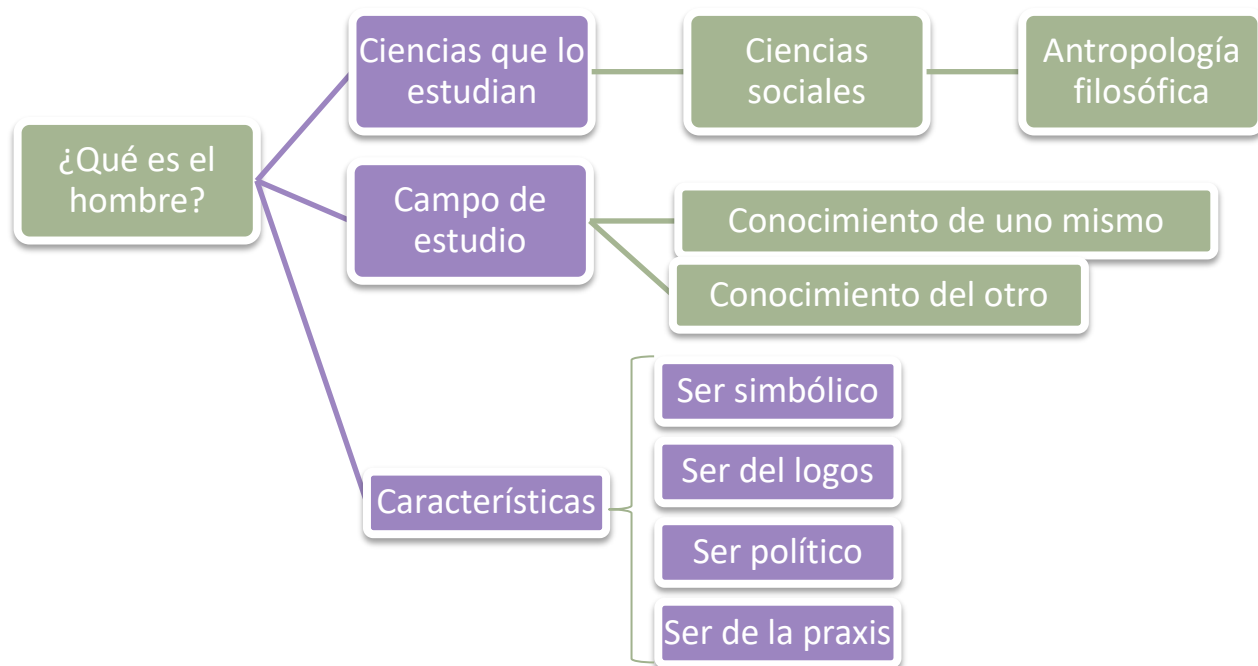 ¿Qué es el
hombre?
Ciencias que lo
estudian
Ciencias
sociales
Antropología
filosófica
Campo de
estudio
Conocimiento de uno mismo
Conocimiento del otro
Característícas
Ser simbólico
Ser del logos
Ser político
Ser de la praxis